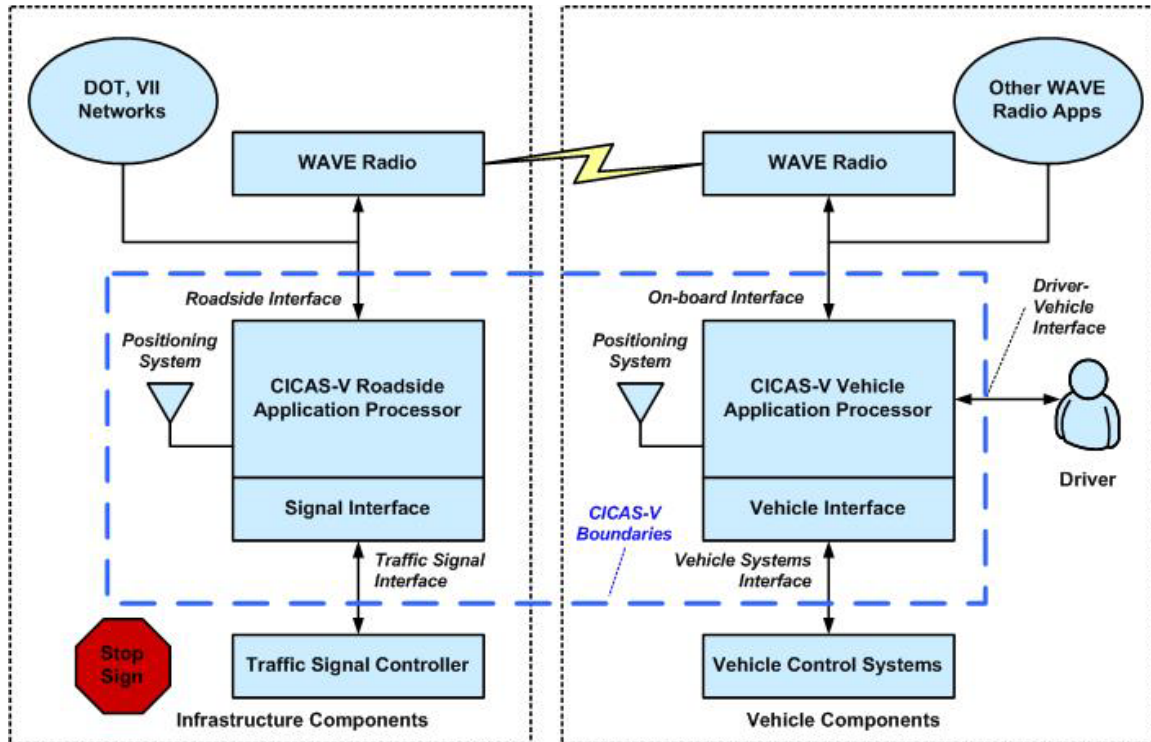 DOT, VII
Networks
WAVE Radio
Roadside Interface
Positioning
System
CICAS-V Roadside
Application Processor
Signal Interface
Traffic Signal
Interface
Stop
Sign
Traffic Signal Controller
Infrastructure Components
Other WAVE
Radio Apps
WAVE Radio
On-board Interface
Driver-
Vehicle
Interface
Positioning
System
CICAS-V Vehicle
Application Processor
Driver
Vehicle Interface
CICAS-V
Boundaries
Vehicle Systems
Interface
Vehicle Control Systems
Vehicle Components